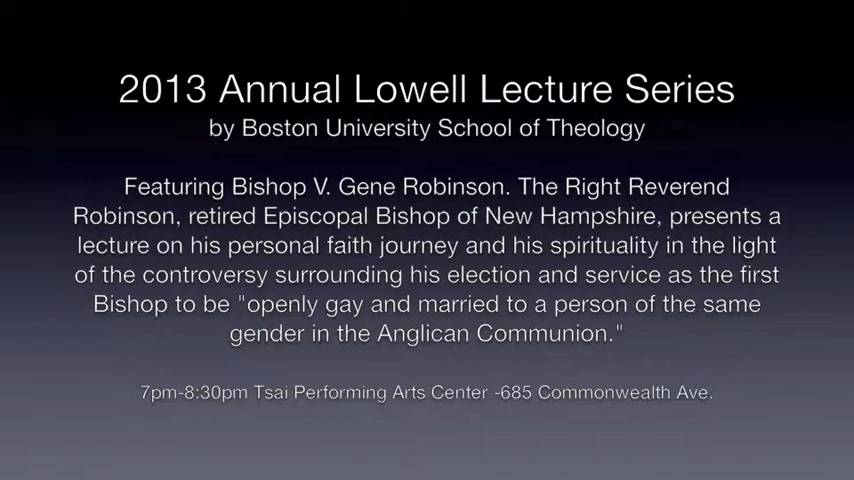 2013 Annual Lowell Lecture Series
by Boston University School of Theology
Featuring Bishop V. Gene Robinson. The Right Reverend
Robinson, retired Episcopal Bishop of New Hampshire, presents a
lecture on his personal faith journey and his spirituality in the light
of the controversy surrounding his election and service as the first
Bishop to be "openly gay and married to a person of the same
gender in the Anglican Communion."
7pm-8:30pm Tsai Performing Arts Center -685 Commonwealth Ave.